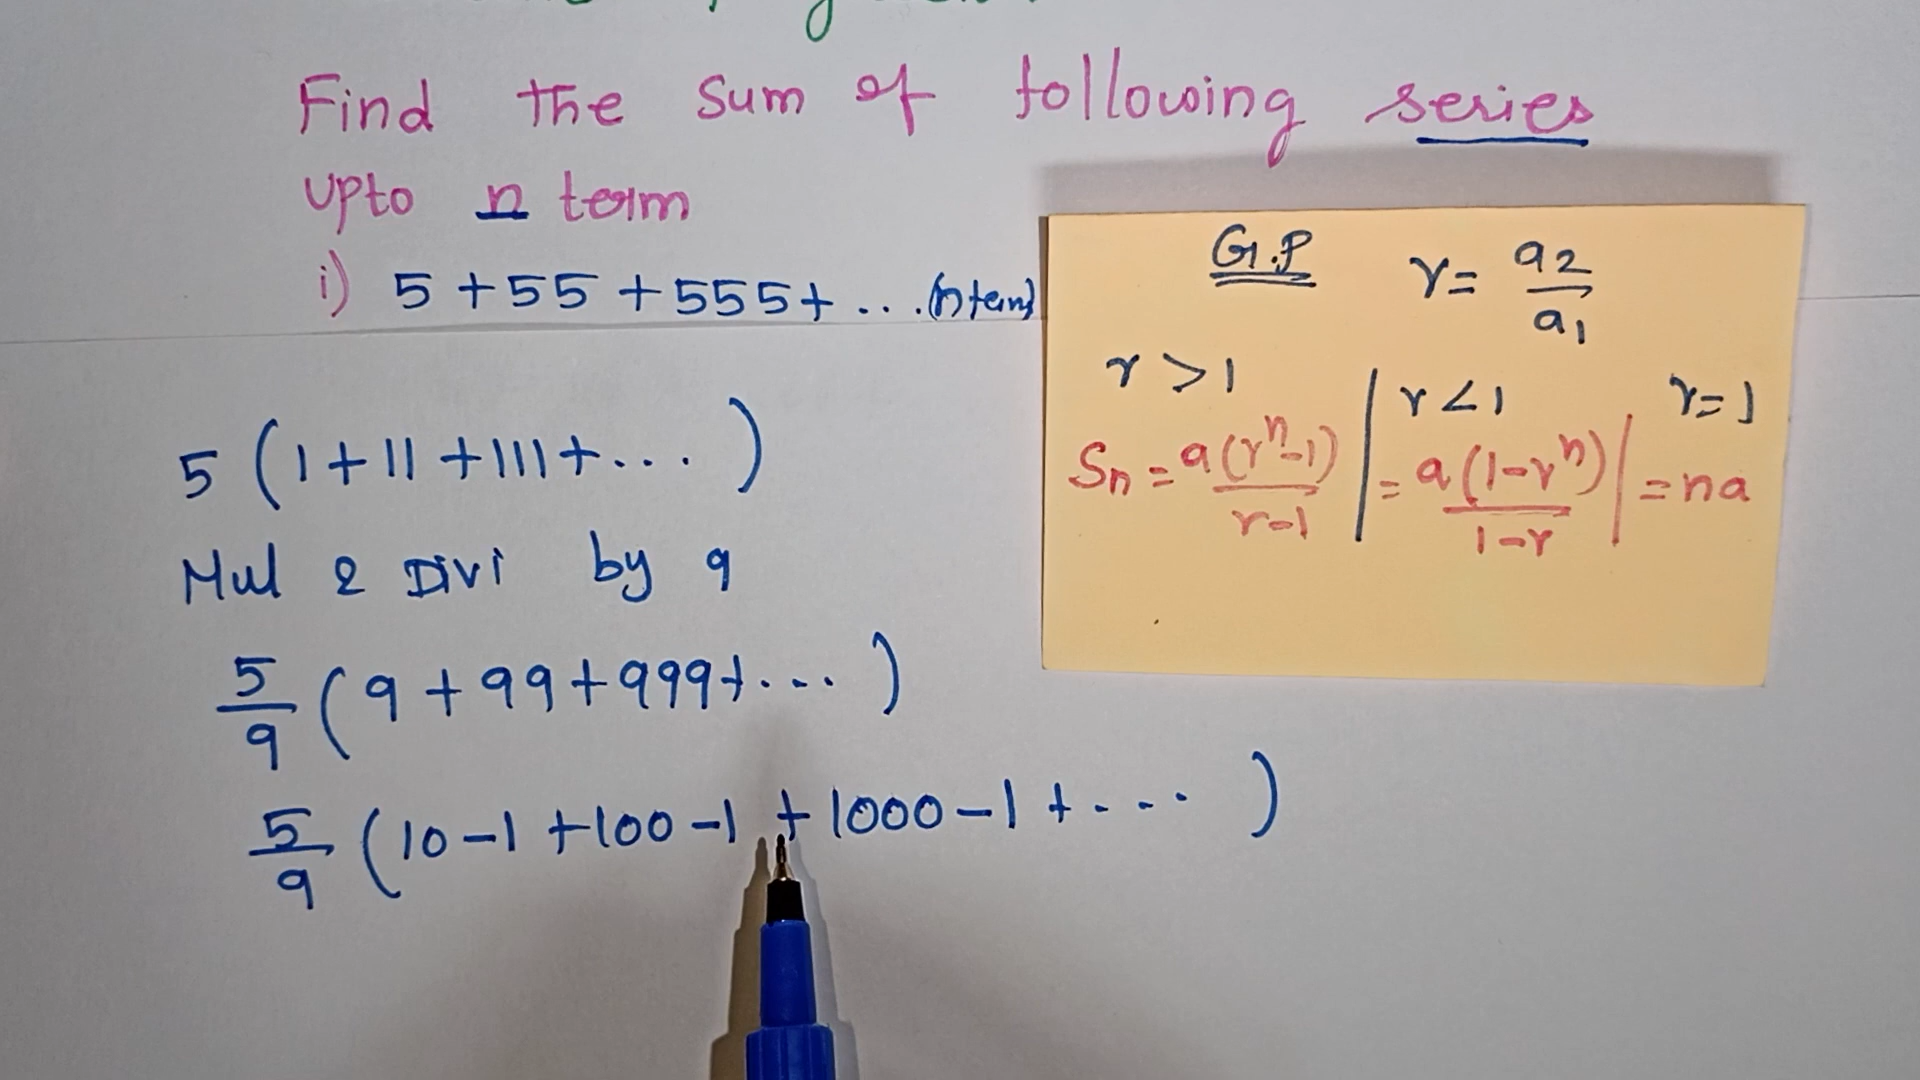 Find the sum of following series
upto n term
i) 5 + 55 + 555 + ... (n term)
5 (1 + 11 + 111 + ... )
Mul & Divi by 9
5/9 (9 + 99 + 999 + ... )
5/9 (10 - 1 + 100 - 1 + 1000 - 1 + ... )
G.P r = a2/a1
r > 1 | r < 1 r = 1
Sn = a(r^n - 1)/(r - 1) | = a(1 - r^n)/(1 - r) | = na